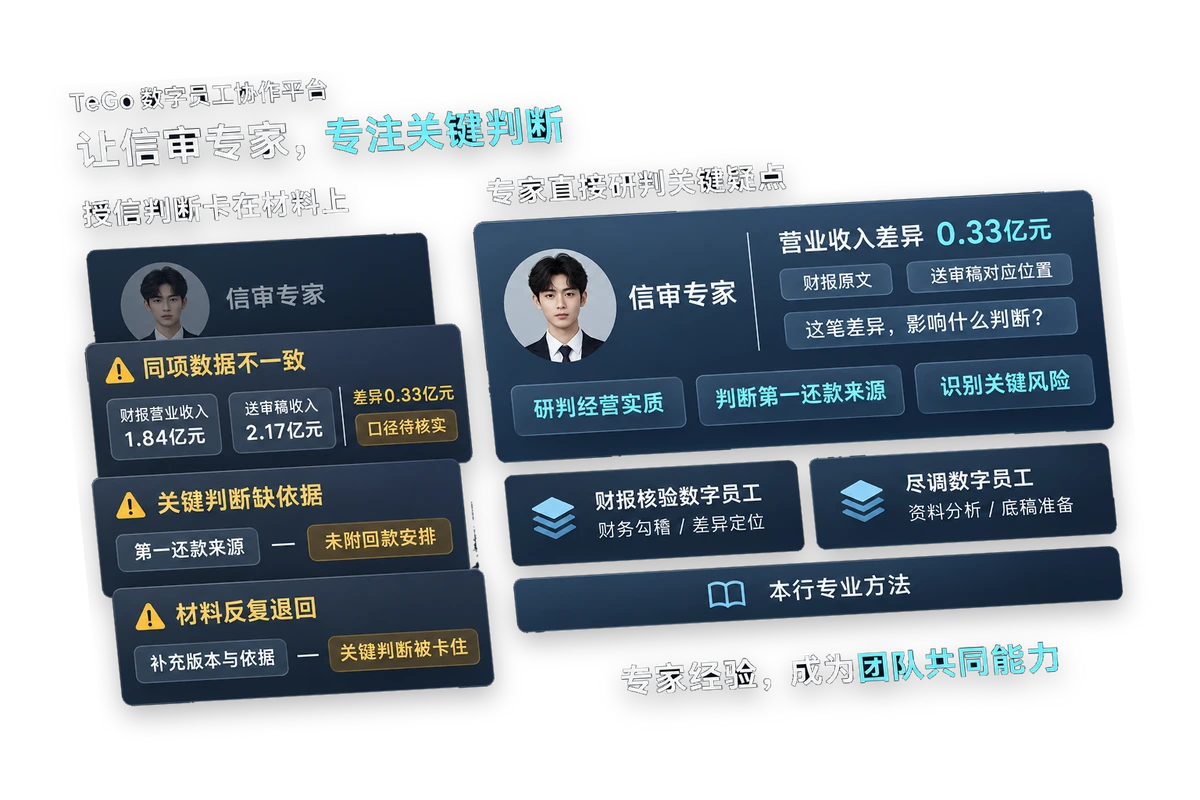 TeGo 数字员工协作平台
让信审专家，专注关键判断
授信判断卡在材料上
信审专家
同项数据不一致
财报营业收入
1.84亿元
送审稿收入
2.17亿元
差异0.33亿元
口径待核实
关键判断缺依据
第一还款来源 — 未附回款安排
材料反复退回
补充版本与依据 — 关键判断被卡住
专家直接研判关键疑点
信审专家
营业收入差异 0.33亿元
财报原文
送审稿对应位置
这笔差异，影响什么判断？
研判经营实质
判断第一还款来源
识别关键风险
财报核验数字员工
财务勾稽 / 差异定位
尽调数字员工
资料分析 / 底稿准备
本行专业方法
专家经验，成为团队共同能力